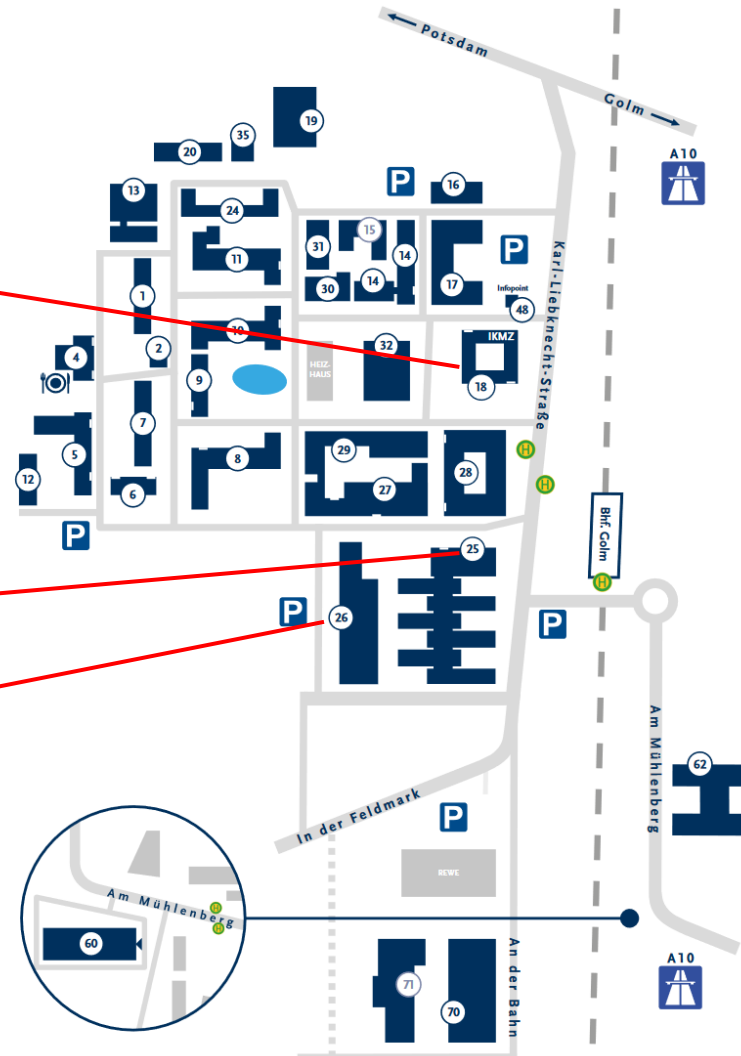 Potsdam
Golm
A10
19
35
20
13
P
16
24
15
31
14
11
17
P
Karl-Liebknecht-Straße
30
14
Infopoint
48
1
10
IKMZ
2
32
4
HEIZ-
HAUS
9
18
7
8
29
H
5
28
12
6
27
H
P
Bhf. Golm
25
H
P
26
P
Am Mühlenberg
62
In der Feldmark
P
REWE
Am Mühlenberg
H
H
60
An der Bahn
A10
71
70